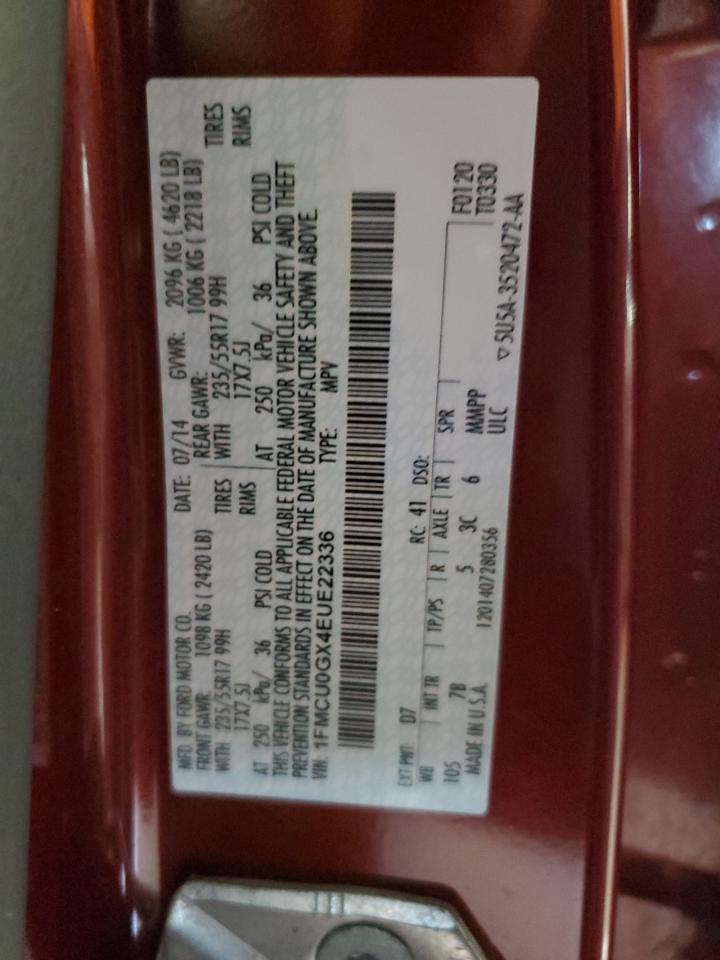 MFD. BY FORD MOTOR CO. DATE: 07/14 GVWR: 2096 KG ( 4620 LB)
FRONT GAWR: 1098 KG ( 2420 LB) REAR GAWR: 1006 KG ( 2218 LB)
WITH 235/55R17 99H TIRES WITH 235/55R17 99H TIRES
17X7.5J RIMS 17X7.5J RIMS
AT 250 kPa/ 36 PSI COLD AT 250 kPa/ 36 PSI COLD
THIS VEHICLE CONFORMS TO ALL APPLICABLE FEDERAL MOTOR VEHICLE SAFETY AND THEFT
PREVENTION STANDARDS IN EFFECT ON THE DATE OF MANUFACTURE SHOWN ABOVE.
VIN: 1FMCU0GX4EUE22336 TYPE: MPV
EXT PNT: D7 RC: 41 DSO: F0120
WB INT TR TP/PS R AXLE TR SPR T0330
105 7B 5 3C 6 MMPP
MADE IN U.S.A. 1201407280356 ULC ▽5U5A-3520472-AA